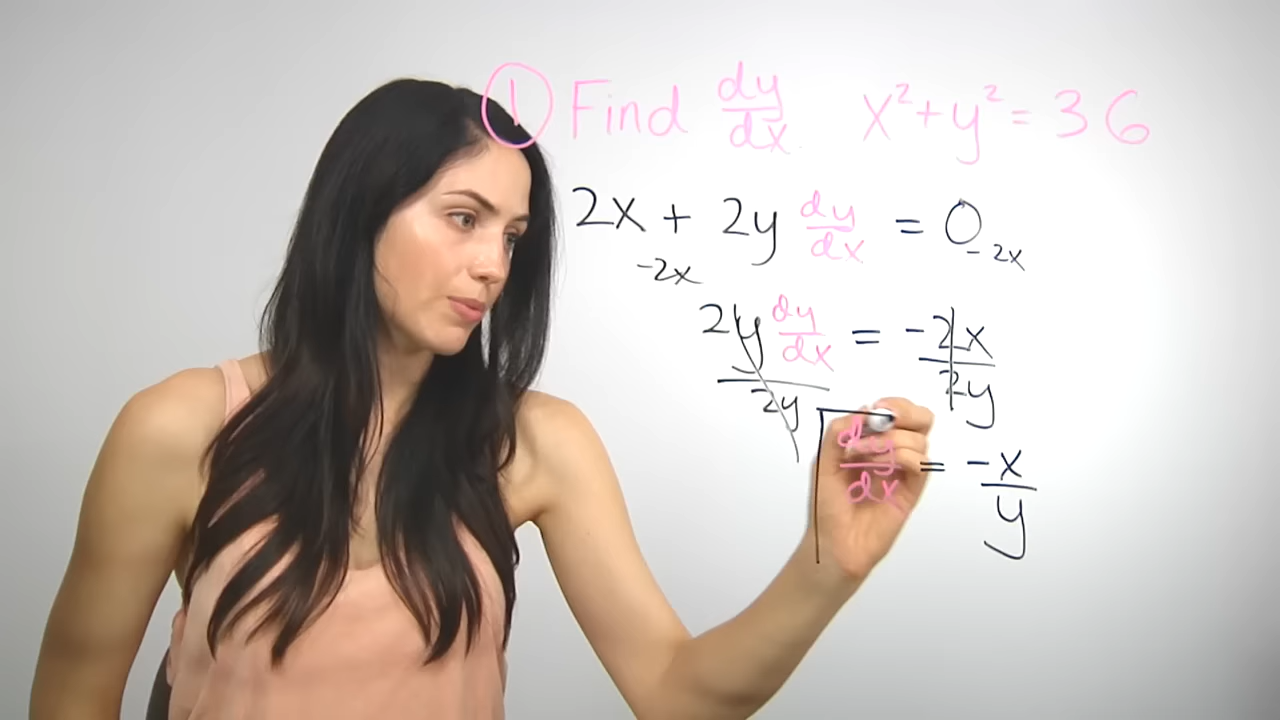 ① Find dy/dx x² + y² = 36
2x + 2y dy/dx = 0
-2x -2x
2y dy/dx / 2y = -2x / 2y
dy/dx = -x/y